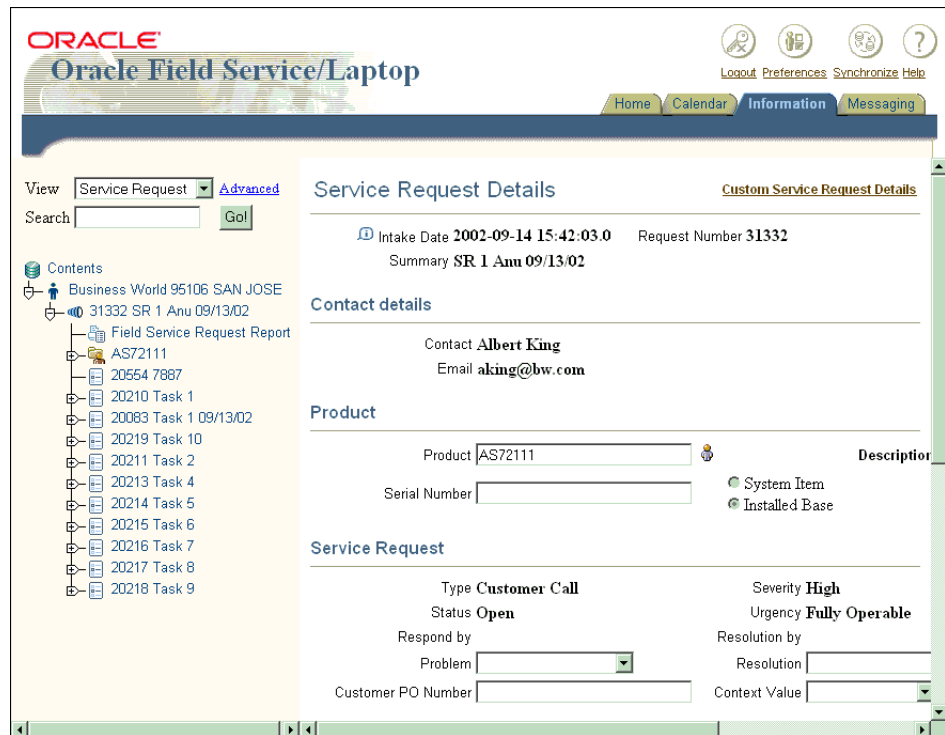 ORACLE
Oracle Field Service/Laptop
Logout Preferences Synchronize Help
Home Calendar Information Messaging
View Service Request Advanced
Search Go!
Contents
Business World 95106 SAN JOSE
31332 SR 1 Anu 09/13/02
Field Service Request Report
AS72111
20554 7887
20210 Task 1
20083 Task 1 09/13/02
20219 Task 10
20211 Task 2
20213 Task 4
20214 Task 5
20215 Task 6
20216 Task 7
20217 Task 8
20218 Task 9
Service Request Details Custom Service Request Details
Intake Date 2002-09-14 15:42:03.0 Request Number 31332
Summary SR 1 Anu 09/13/02
Contact details
Contact Albert King
Email aking@bw.com
Product
Product AS72111 Description
Serial Number System Item
Installed Base
Service Request
Type Customer Call Severity High
Status Open Urgency Fully Operable
Respond by Resolution by
Problem Resolution
Customer PO Number Context Value